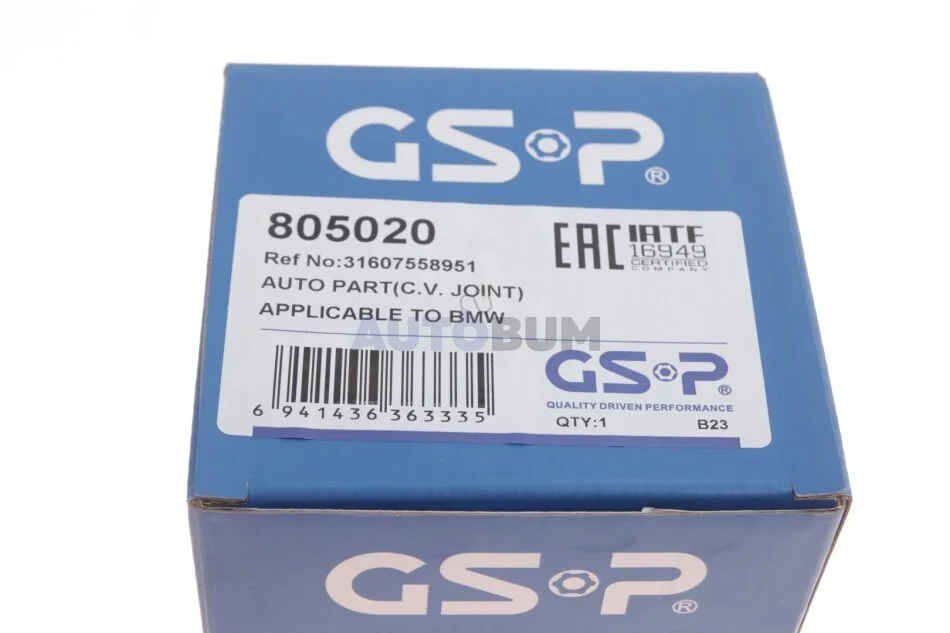 GSP®
805020
Ref No:31607558951
AUTO PART(C.V. JOINT)
APPLICABLE TO BMW
EAC IATF
16949
CERTIFIED
COMPANY
AUTOBUM
6 941436 363335
GSP®
QUALITY DRIVEN PERFORMANCE
QTY:1 B23
GSP®